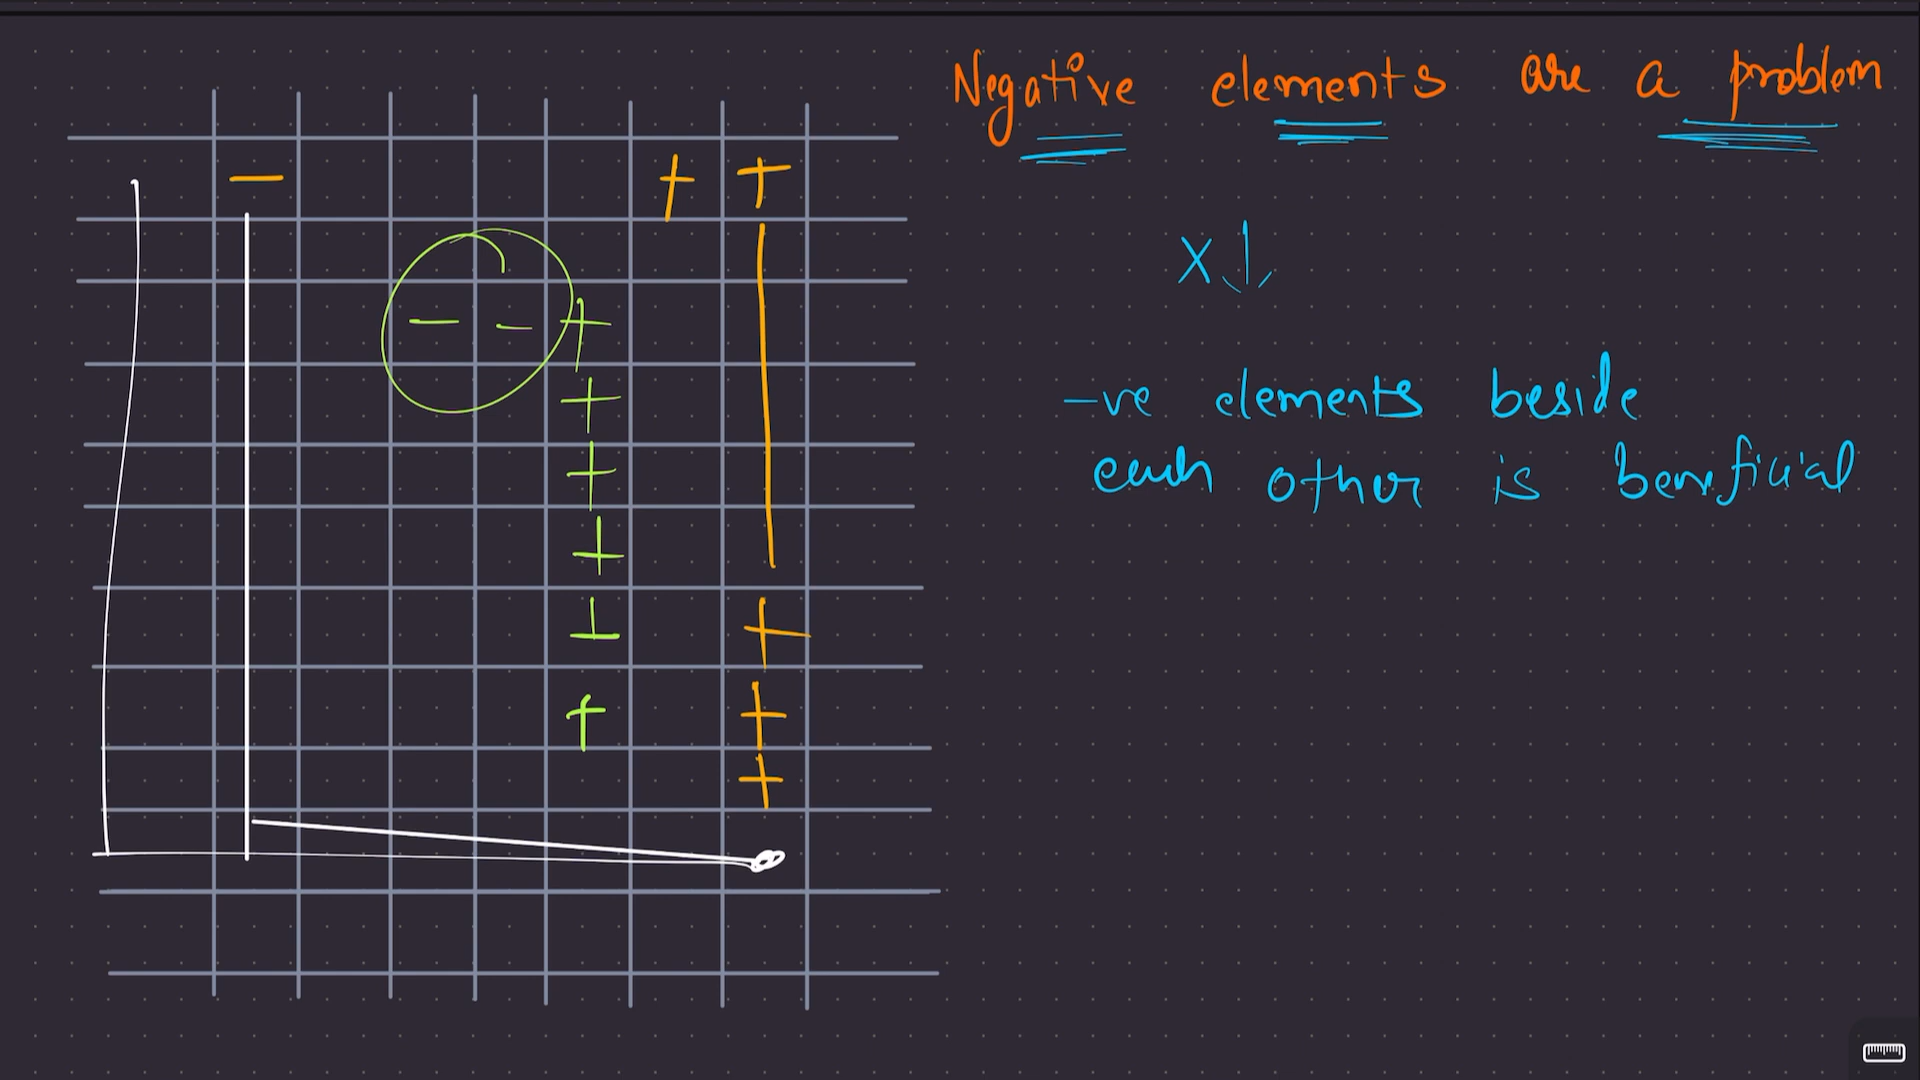 Negative elements are a problem
- + +
X↓
- - +
+
-ve elements beside
+
each other is beneficial
+
+ +
+ +
+